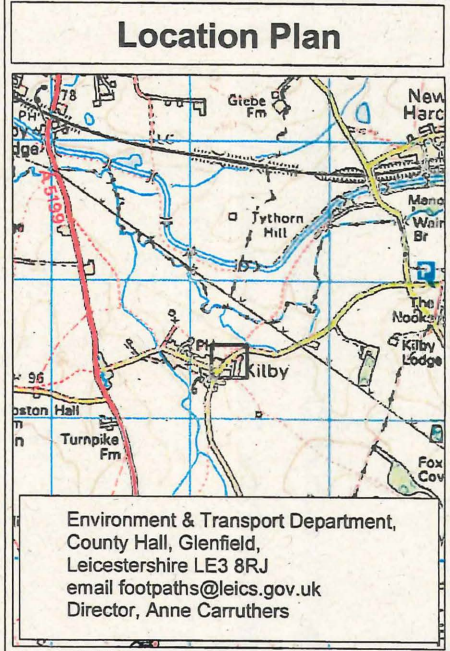 Location Plan
78
PH
Glebe
Fm
New
Harc
LC
dge
A 5199
Tythorn
Hill
Wain
Br
The
Nooks
PH
Kilby
Kilby
Lodge
96
oston Hall
Turnpike
Fm
Fox
Cov
Environment & Transport Department,
County Hall, Glenfield,
Leicestershire LE3 8RJ
email footpaths@leics.gov.uk
Director, Anne Carruthers